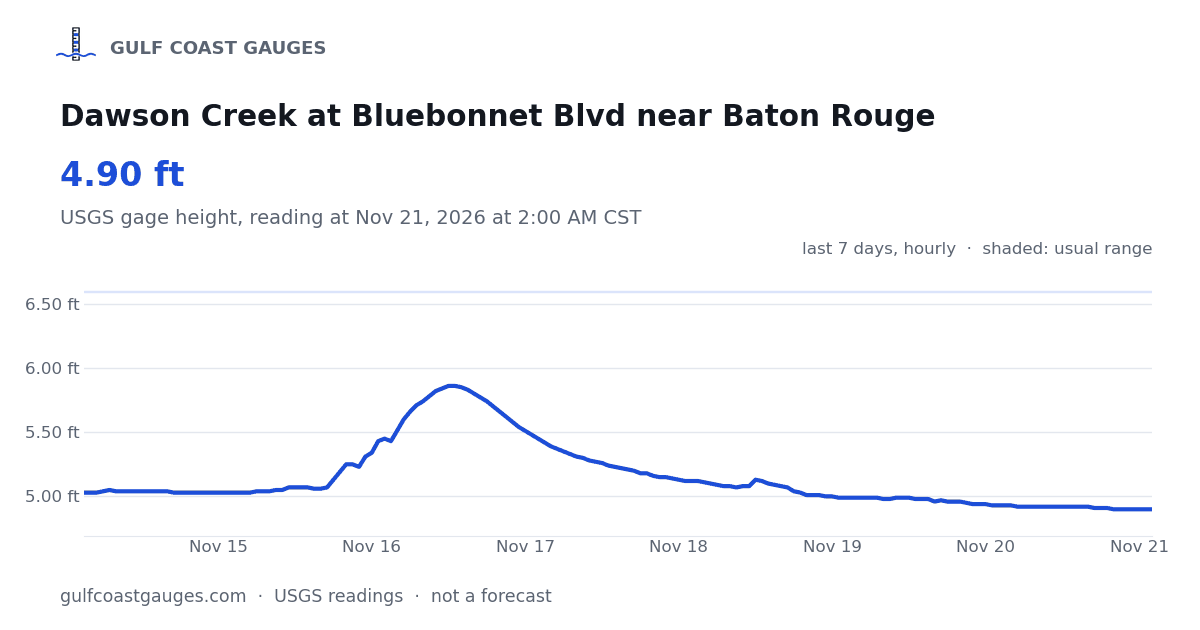 GULF COAST GAUGES
Dawson Creek at Bluebonnet Blvd near Baton Rouge
4.90 ft
USGS gage height, reading at Nov 21, 2026 at 2:00 AM CST
last 7 days, hourly · shaded: usual range
6.50 ft
6.00 ft
5.50 ft
5.00 ft
Nov 15 Nov 16 Nov 17 Nov 18 Nov 19 Nov 20 Nov 21
gulfcoastgauges.com · USGS readings · not a forecast